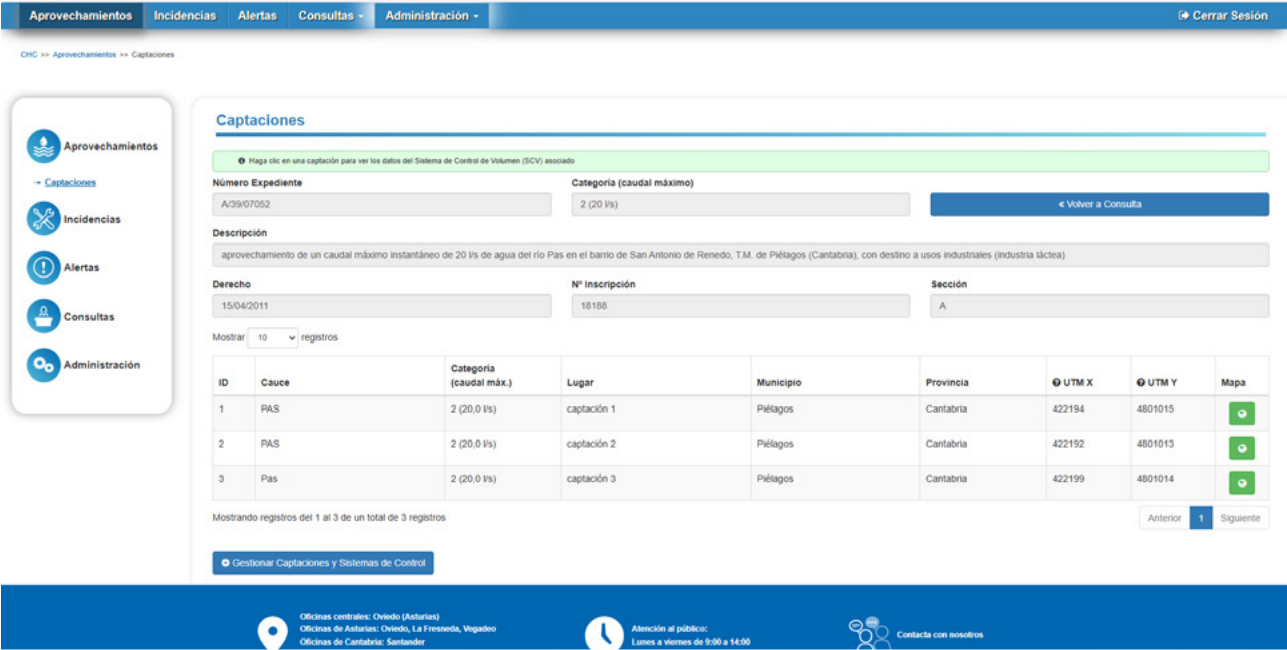 Aprovechamientos Incidencias Alertas Consultas Administración Cerrar Sesión
CHC >> Aprovechamientos >> Captaciones
Aprovechamientos
→ Captaciones
Incidencias
Alertas
Consultas
Administración
Captaciones
Haga clic en una captación para ver los datos del Sistema de Control de Volumen (SCV) asociado
Número Expediente Categoría (caudal máximo)
A/39/07052 2 (20 l/s) « Volver a Consulta
Descripción
aprovechamiento de un caudal máximo instantáneo de 20 l/s de agua del río Pas en el barrio de San Antonio de Renedo, T.M. de Piélagos (Cantabria), con destino a usos industriales (industria láctea)
Derecho Nº Inscripción Sección
15/04/2011 18188 A
Mostrar 10 registros
ID Cauce Categoría (caudal máx.) Lugar Municipio Provincia UTM X UTM Y Mapa
1 PAS 2 (20,0 l/s) captación 1 Piélagos Cantabria 422194 4801015
2 PAS 2 (20,0 l/s) captación 2 Piélagos Cantabria 422192 4801013
3 Pas 2 (20,0 l/s) captación 3 Piélagos Cantabria 422199 4801014
Mostrando registros del 1 al 3 de un total de 3 registros Anterior 1 Siguiente
Gestionar Captaciones y Sistemas de Control
Oficinas centrales: Oviedo (Asturias)
Oficinas de Asturias: Oviedo, La Fresneda, Vegadeo
Oficinas de Cantabria: Santander
Atención al público:
Lunes a viernes de 9:00 a 14:00
Contacta con nosotros